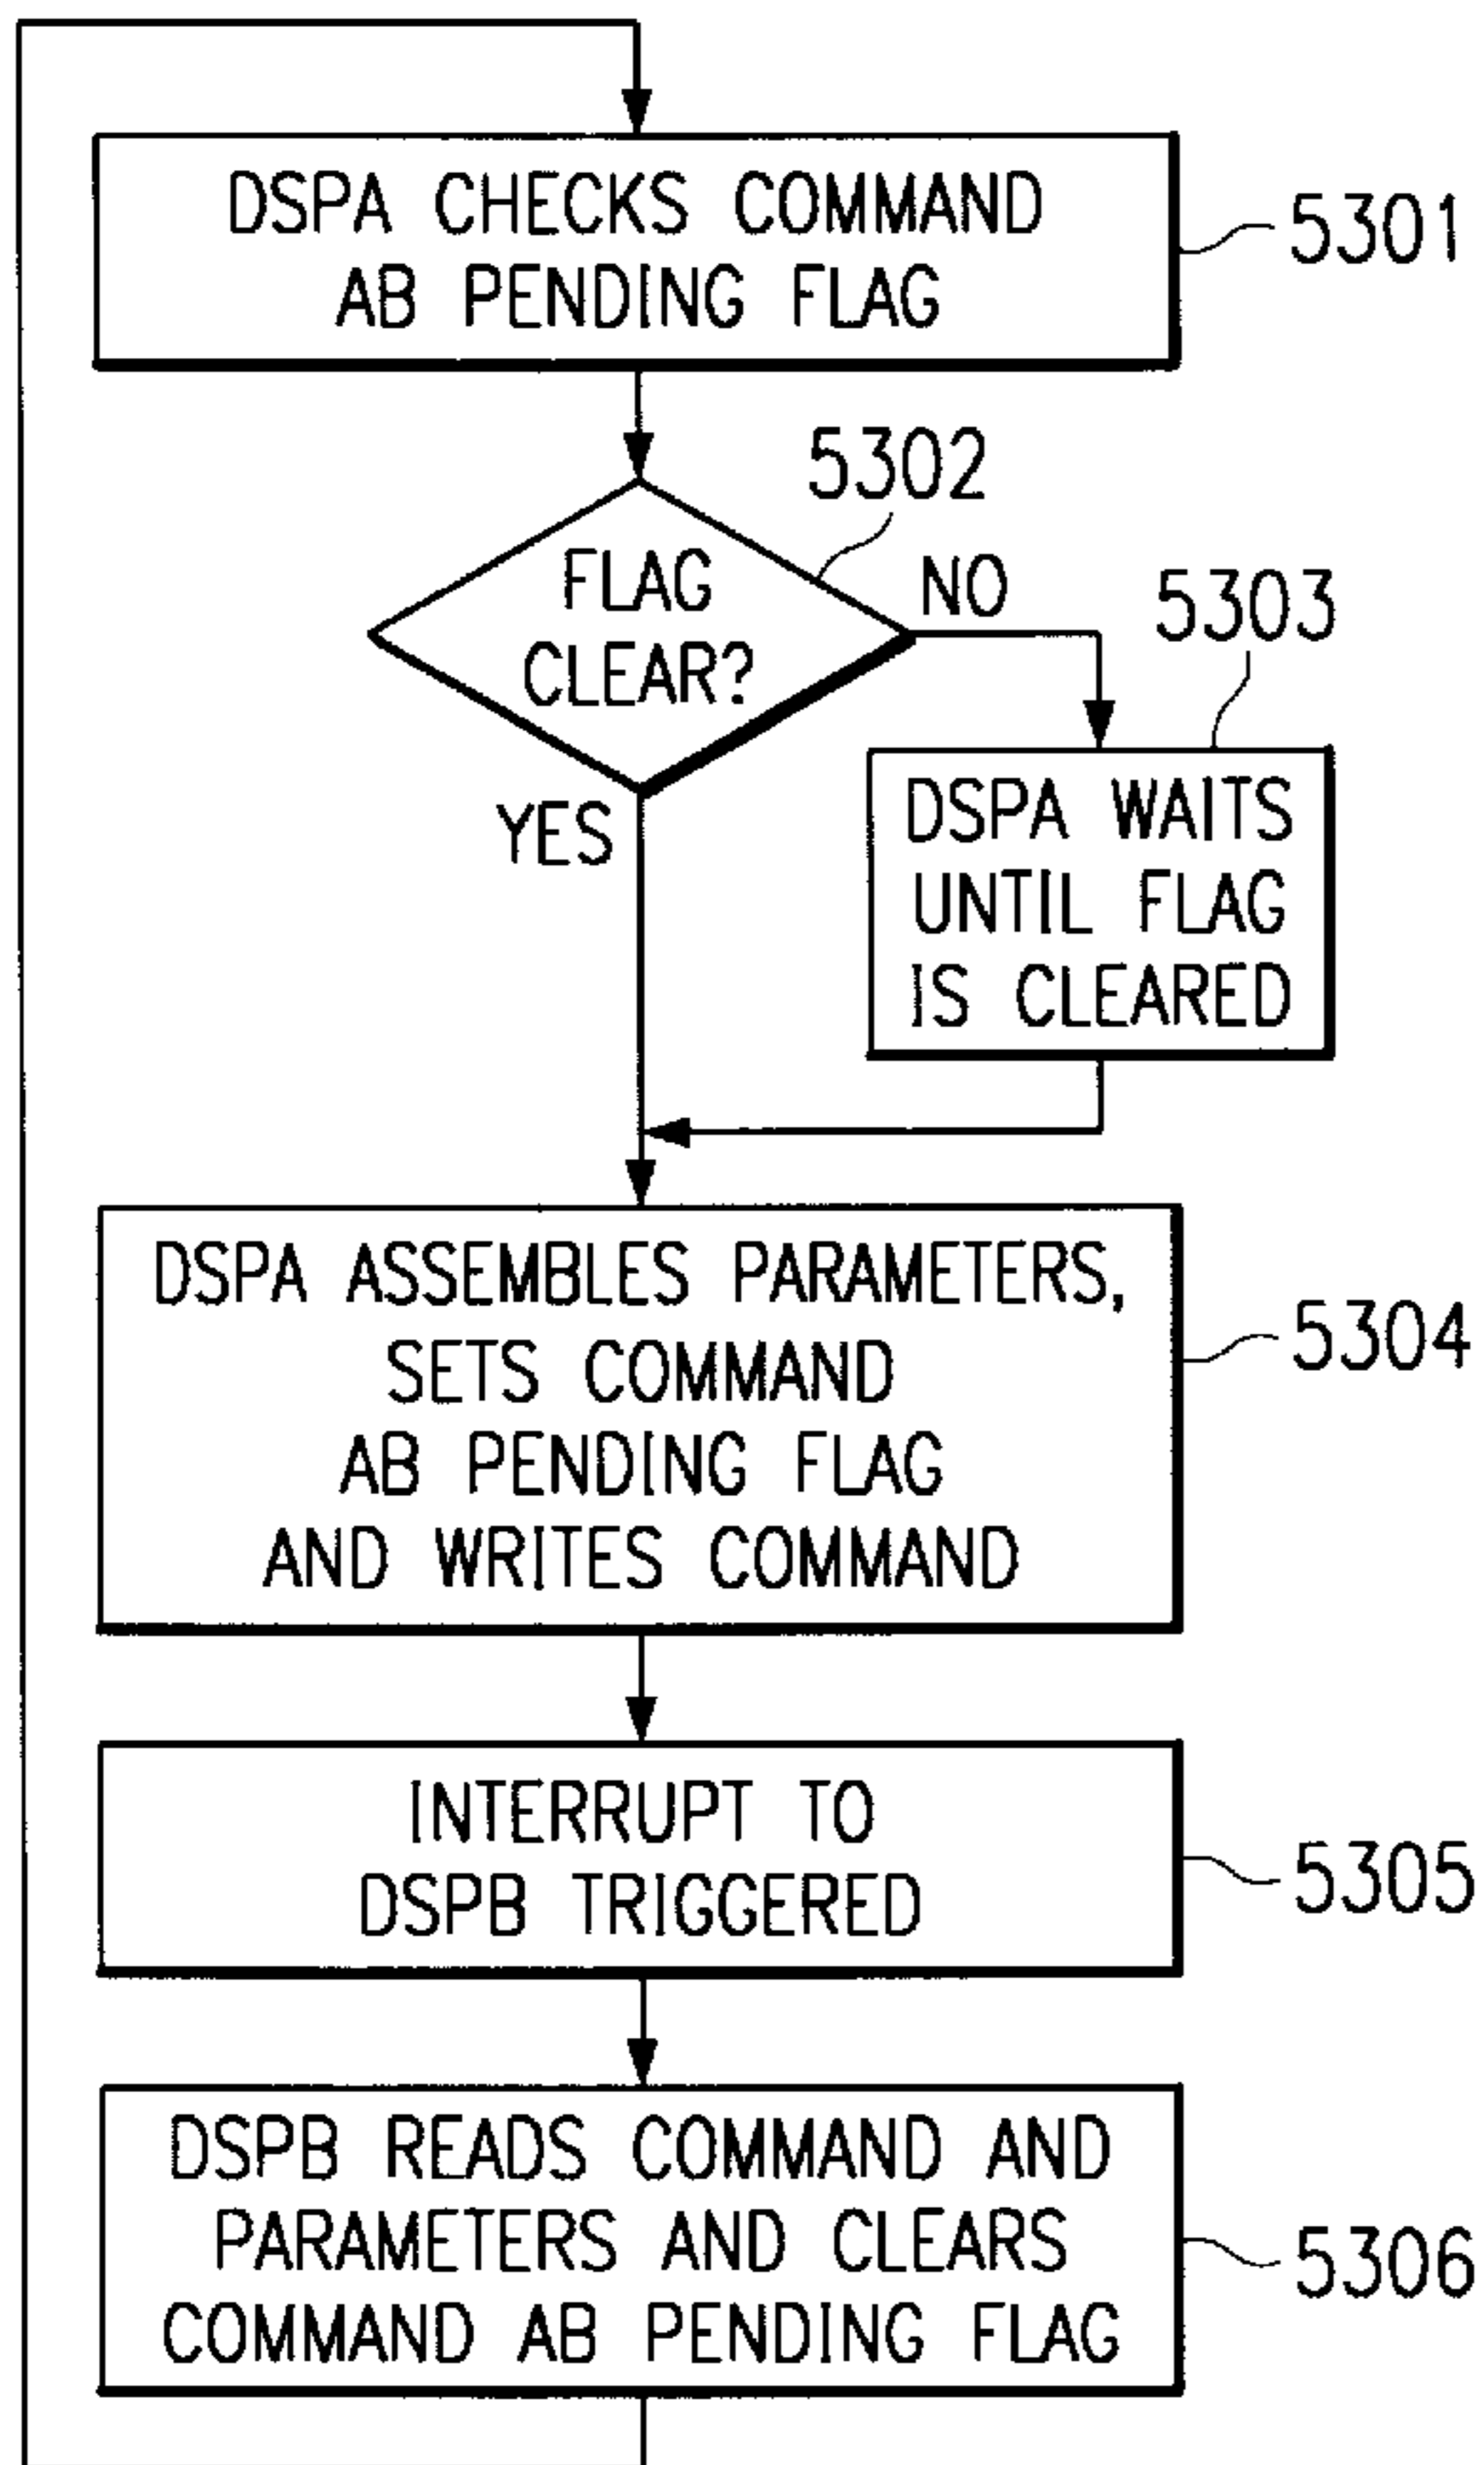 DSPA CHECKS COMMAND
AB PENDING FLAG
5301
5302
FLAG
CLEAR?
NO
YES
5303
DSPA WAITS
UNTIL FLAG
IS CLEARED
DSPA ASSEMBLES PARAMETERS,
SETS COMMAND
AB PENDING FLAG
AND WRITES COMMAND
5304
INTERRUPT TO
DSPB TRIGGERED
5305
DSPB READS COMMAND AND
PARAMETERS AND CLEARS
COMMAND AB PENDING FLAG
5306